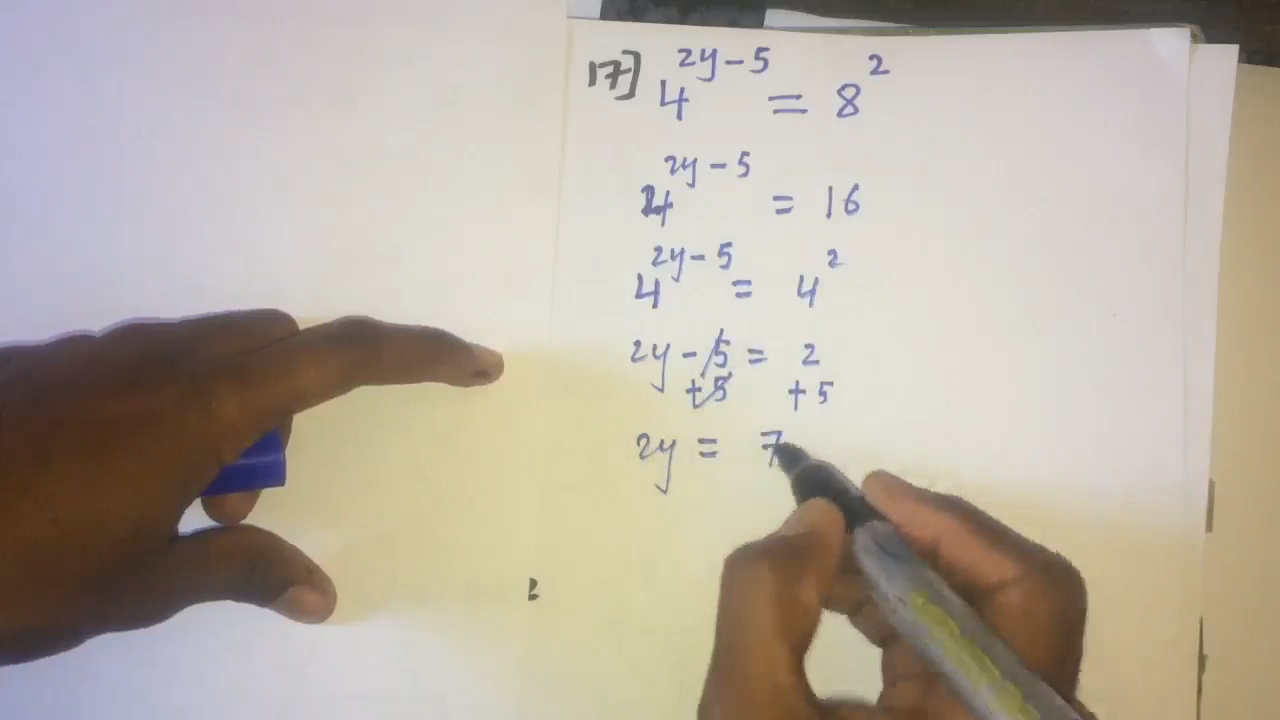 17] 4^{2y-5} = 8^2
4^{2y-5} = 16
4^{2y-5} = 4^2
2y - 5 = 2
+5 +5
2y = 7